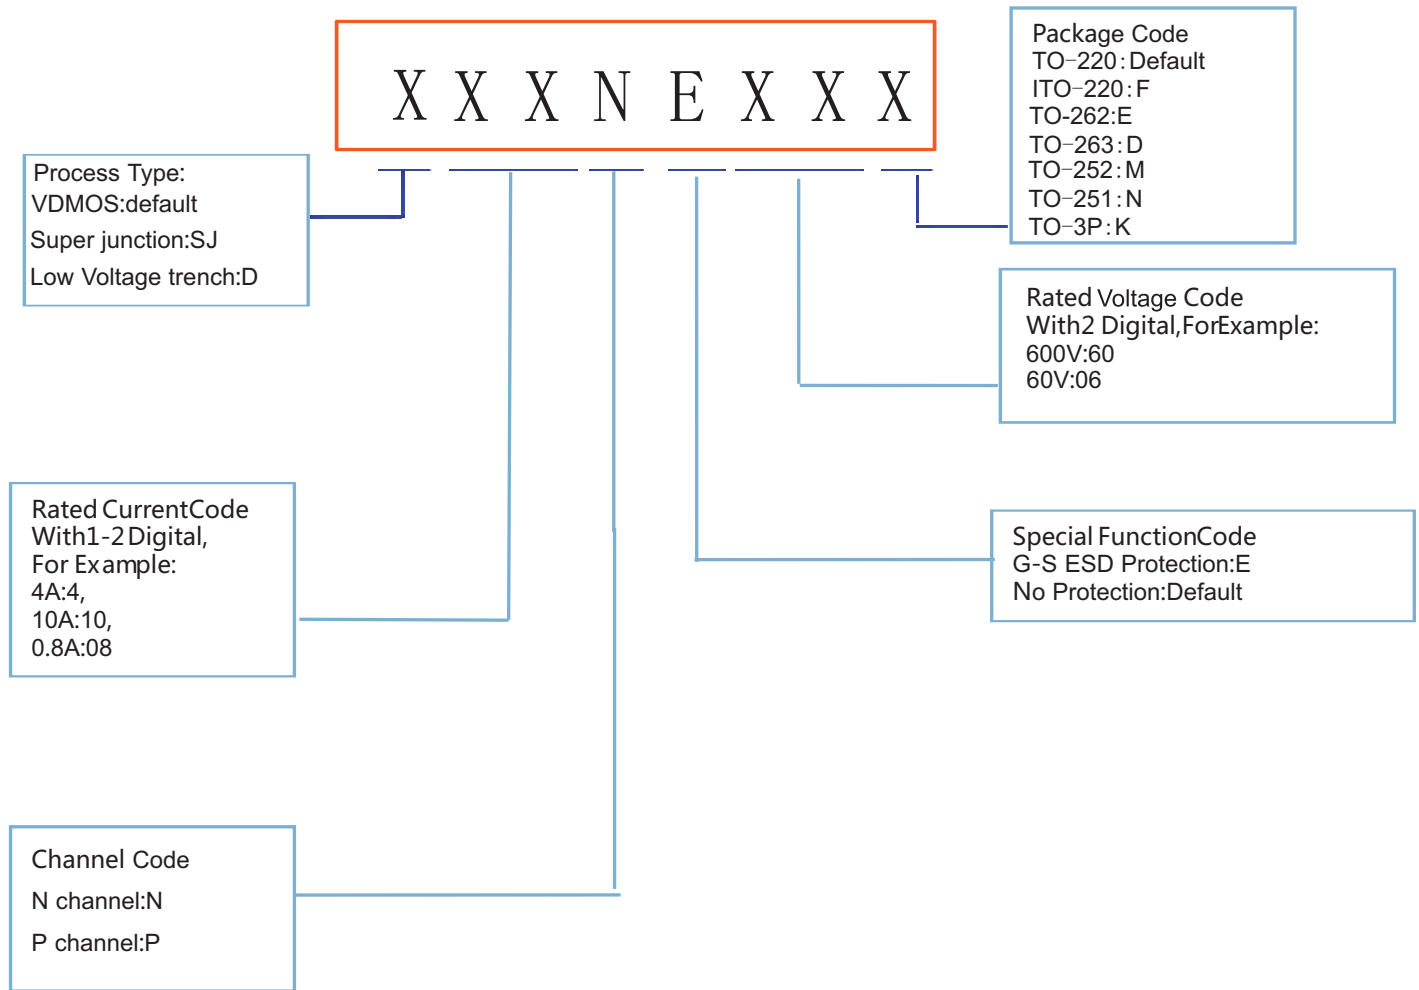 X X X N E X X X
Package Code
TO-220:Default
ITO-220:F
TO-262:E
TO-263:D
TO-252:M
TO-251:N
TO-3P:K
Process Type:
VDMOS:default
Super junction:SJ
Low Voltage trench:D
Rated Voltage Code
With2 Digital,ForExample:
600V:60
60V:06
Rated CurrentCode
With1-2Digital,
For Example:
4A:4,
10A:10,
0.8A:08
Special FunctionCode
G-S ESD Protection:E
No Protection:Default
Channel Code
N channel:N
P channel:P